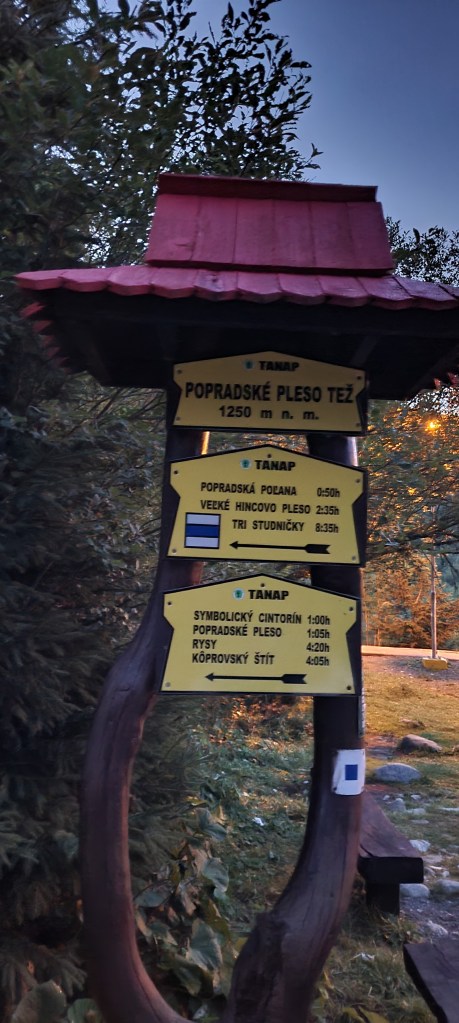 TANAP
POPRADSKÉ PLESO TEŽ
1250 m n. m.
TANAP
POPRADSKÁ POĽANA 0:50h
VEĽKÉ HINCOVO PLESO 2:35h
TRI STUDNIČKY 8:35h
TANAP
SYMBOLICKÝ CINTORÍN 1:00h
POPRADSKÉ PLESO 1:05h
RYSY 4:20h
KÔPROVSKÝ ŠTÍT 4:05h